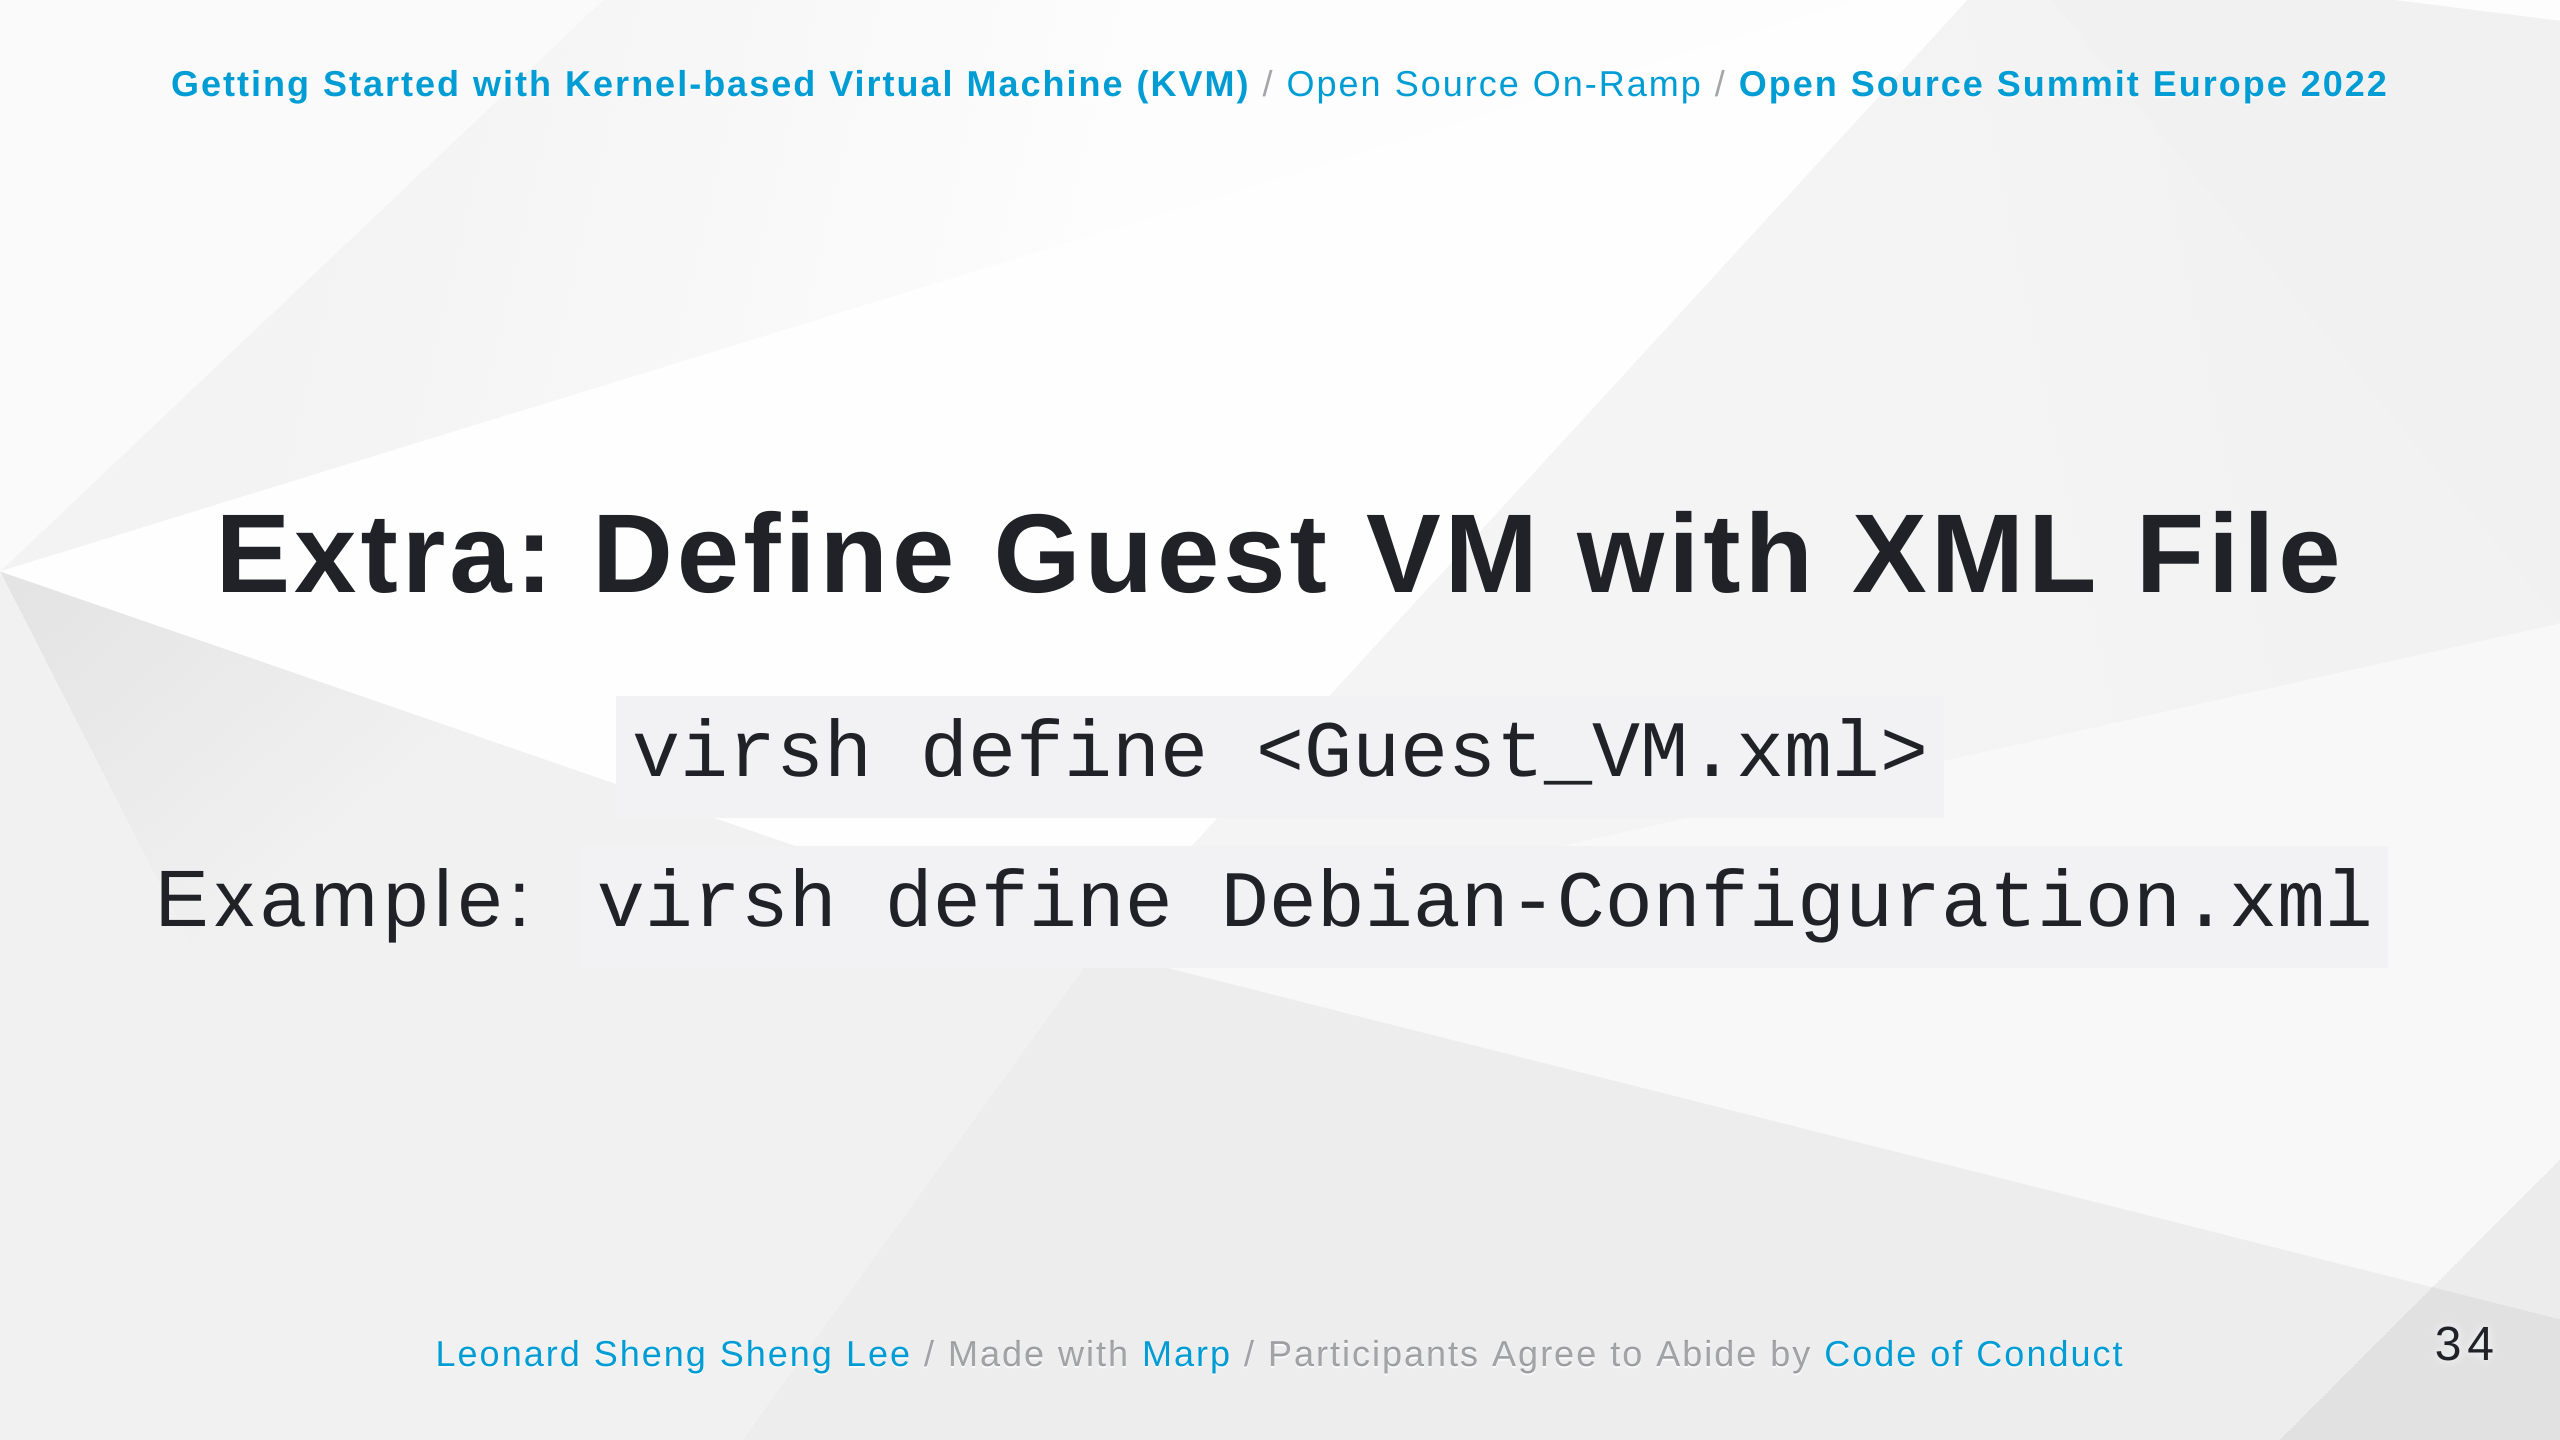 Getting Started with Kernel-based Virtual Machine (KVM) / Open Source On-Ramp / Open Source Summit Europe 2022
Extra: Define Guest VM with XML File
virsh define <Guest_VM.xml>
Example: virsh define Debian-Configuration.xml
Leonard Sheng Sheng Lee / Made with Marp / Participants Agree to Abide by Code of Conduct
34